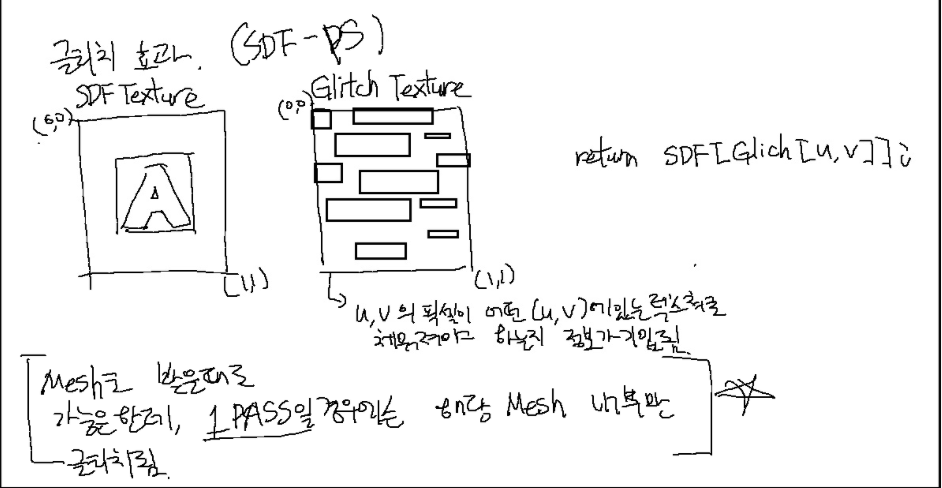 글리치 효과. (SDF-PS)
SDF Texture
(0,0)
A
(1,1)
Glitch Texture
(0,0)
(1,1)
return SDF[Glich[u,v]];
u,v의 픽셀이 어떤 (u,v)에있는 텍스쳐로
채워져야 하는지 정보가 기입됨.
Mesh로 받을때도
가능은한데, 1 PASS일 경우에는 해당 Mesh 내부만
글리치됨.